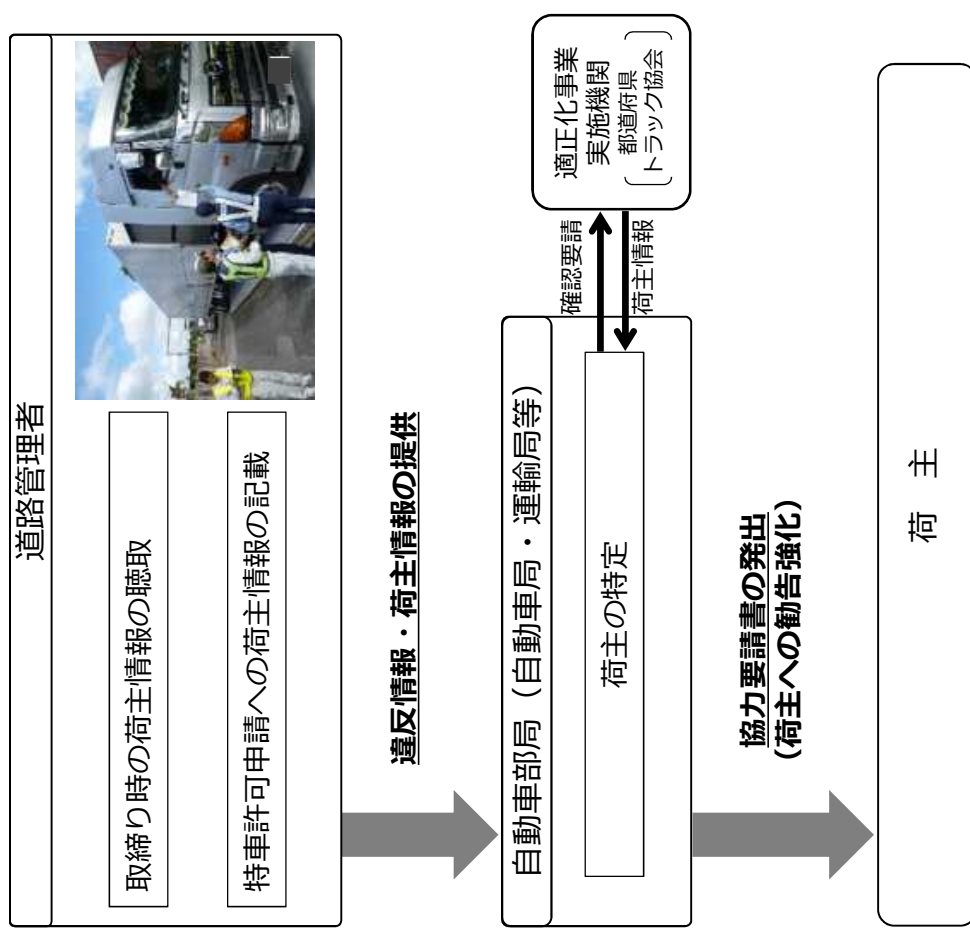 道路管理者
取締り時の荷主情報の聴取
特車許可申請への荷主情報の記載
違反情報・荷主情報の提供
自動車部局(自動車局・運輸局等)
荷主の特定
確認要請
荷主情報
適正化事業
実施機関
都道府県
トラック協会
協力要請書の発出
(荷主への勧告強化)
荷 主